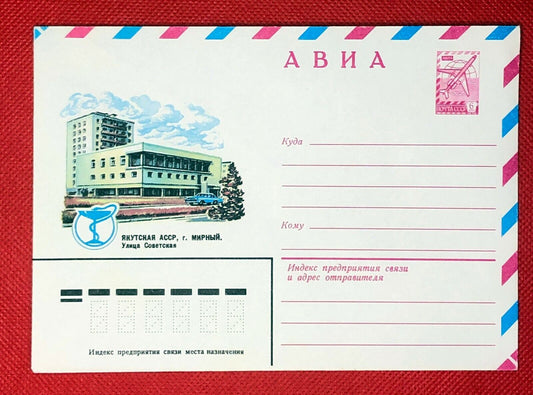 АВИА
Куда
ЯКУТСКАЯ АССР, г. МИРНЫЙ.
Улица Советская
Кому
Индекс предприятия связи
и адрес отправителя
Индекс предприятия связи места назначения